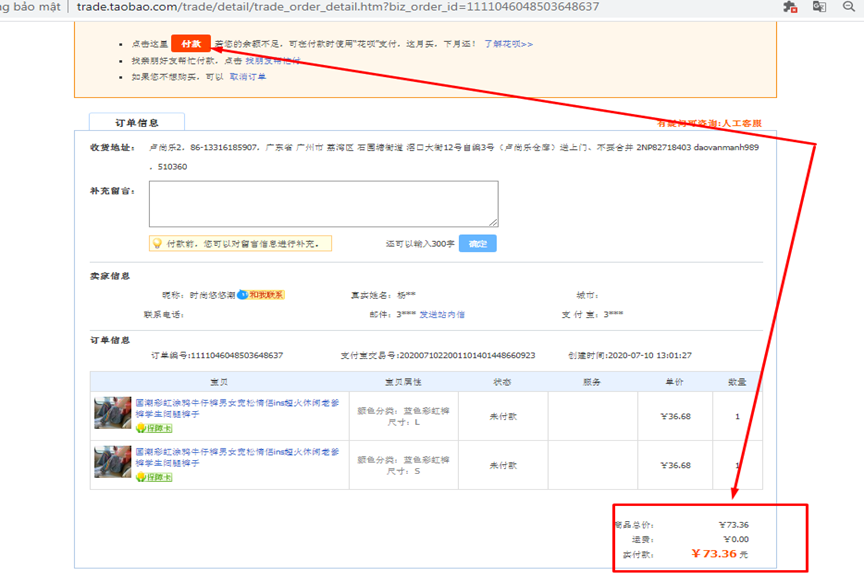 ng bảo mật | trade.taobao.com/trade/detail/trade_order_detail.htm?biz_order_id=1111046048503648637
点击这里 付款 若您的余额不足，可在付款时使用"花呗"支付，这月买，下月还！ 了解花呗>>
找亲朋好友帮忙付款，点击 找朋友帮忙付
如果您不想购买，可以 取消订单
订单信息
有疑问可咨询:人工客服
收货地址： 卢尚乐2，86-13316185907，广东省 广州市 荔湾区 石围塘街道 涌口大街12号自编3号（卢尚乐仓库）送上门，不要合并 2NP82718403 daovanmanh989
，510360
补充留言：
付款前，您可以对留言信息进行补充。 还可以输入300字 确定
卖家信息
昵称：时尚悠悠潮 和我联系 真实姓名：杨** 城市：
联系电话： 邮件：3*** 发送站内信 支 付 宝：3***
订单信息
订单编号:1111046048503648637 支付宝交易号:2020071022001101401448660923 创建时间:2020-07-10 13:01:27
宝贝 宝贝属性 状态 服务 单价 数量
国潮彩虹涂鸦牛仔裤男女宽松情侣ins超火休闲老爹
裤学生阔腿裤子
保障卡
颜色分类：蓝色彩虹裤
尺寸：L
未付款 ￥36.68 1
国潮彩虹涂鸦牛仔裤男女宽松情侣ins超火休闲老爹
裤学生阔腿裤子
保障卡
颜色分类：蓝色彩虹裤
尺寸：S
未付款 ￥36.68 1
商品总价： ￥73.36
运费： ￥0.00
实付款： ￥73.36 元